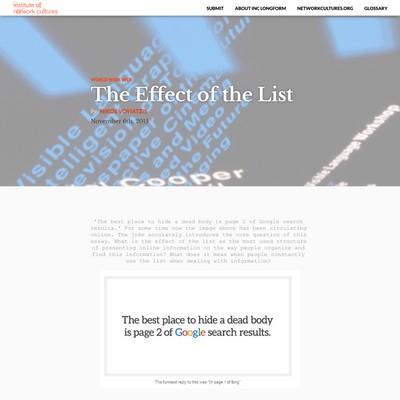 institute of
network cultures
SUBMIT ABOUT INC LONGFORM NETWORKCULTURES.ORG GLOSSARY
WORLD WIDE WEB
The Effect of the List
by NIKOS VOYIATZIS
November 6th, 2015
Visible Language Workshop
'The best place to hide a dead body is page 2 of Google search
results.' For some time now the image above has been circulating
online. The joke accurately introduces the core question of this
essay. What is the effect of the list as the most used structure
of presenting online information on the way people organize and
find this information? What does it mean when people constantly
use the list when dealing with information?
The best place to hide a dead body
is page 2 of Google search results.
The funniest reply to this was "Or page 1 of Bing"